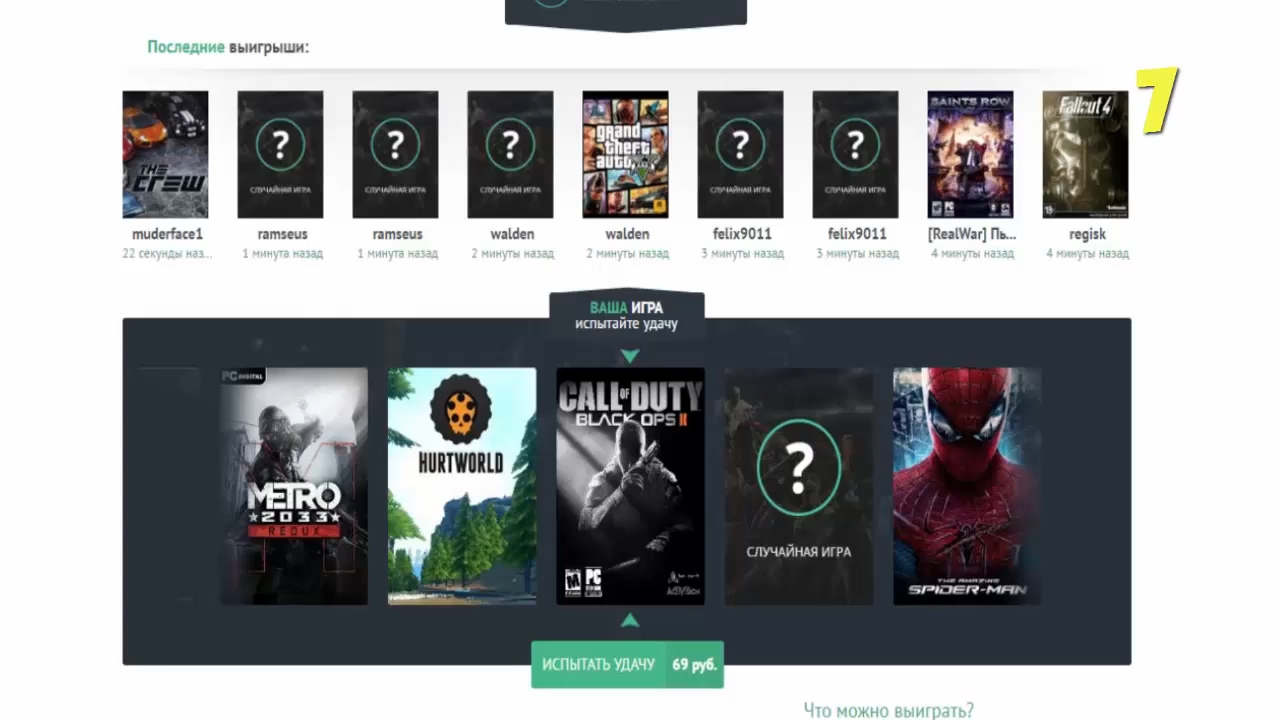 Последние выигрыши:
7
THE CREW
СЛУЧАЙНАЯ ИГРА
СЛУЧАЙНАЯ ИГРА
СЛУЧАЙНАЯ ИГРА
grand theft auto V
СЛУЧАЙНАЯ ИГРА
СЛУЧАЙНАЯ ИГРА
SAINTS ROW
Fallout 4
muderface1
ramseus
ramseus
walden
walden
felix9011
felix9011
[RealWar] Пь...
regisk
22 секунды наз...
1 минута назад
1 минута назад
2 минуты назад
2 минуты назад
3 минуты назад
3 минуты назад
4 минуты назад
4 минуты назад
ВАША ИГРА
испытайте удачу
PC DIGITAL
METRO
2033
REDUX
HURTWORLD
CALL OF DUTY
BLACK OPS II
PC
ACTIVISION
?
СЛУЧАЙНАЯ ИГРА
THE AMAZING
SPIDER-MAN
ИСПЫТАТЬ УДАЧУ 69 руб.
Что можно выиграть?